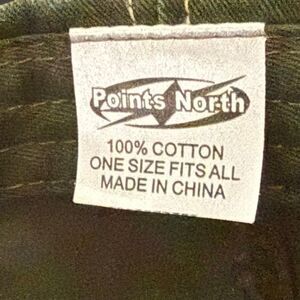 Points North
100% COTTON
ONE SIZE FITS ALL
MADE IN CHINA